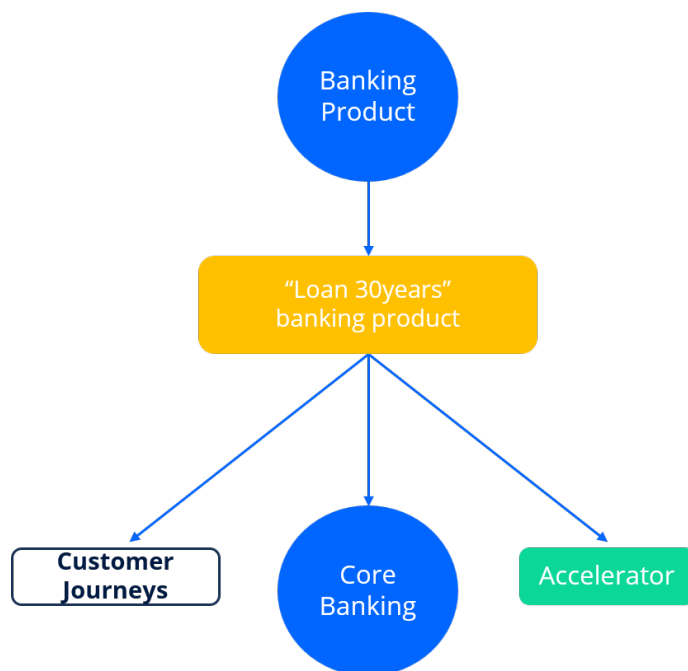 Banking
Product
“Loan 30years”
banking product
Customer
Journeys
Core
Banking
Accelerator